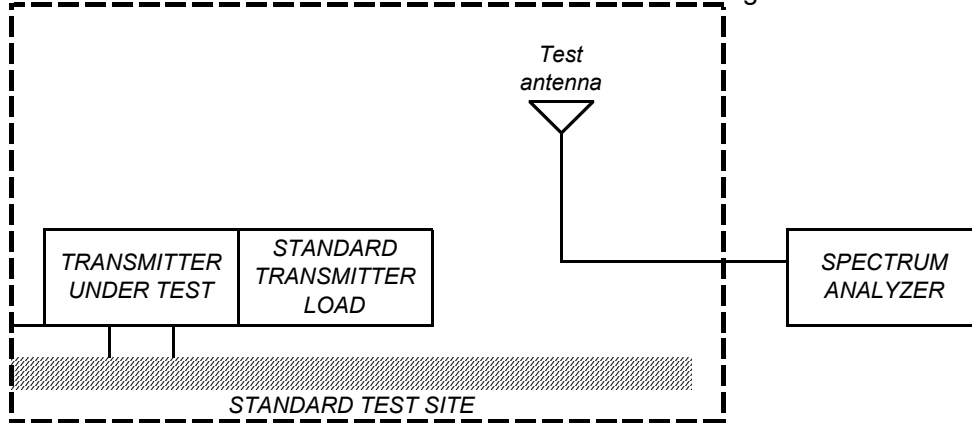 Test
antenna
TRANSMITTER
UNDER TEST
STANDARD
TRANSMITTER
LOAD
SPECTRUM
ANALYZER
STANDARD TEST SITE